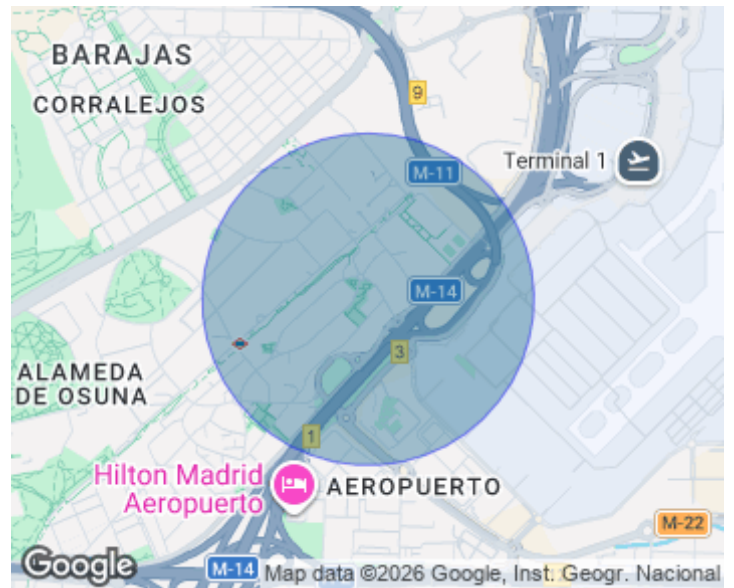 BARAJAS
CORRALEJOS
9
M-11
Terminal 1
M-14
3
ALAMEDA
DE OSUNA
1
Hilton Madrid
Aeropuerto
AEROPUERTO
M-22
Google
M-14
Map data ©2026 Google, Inst. Geogr. Nacional